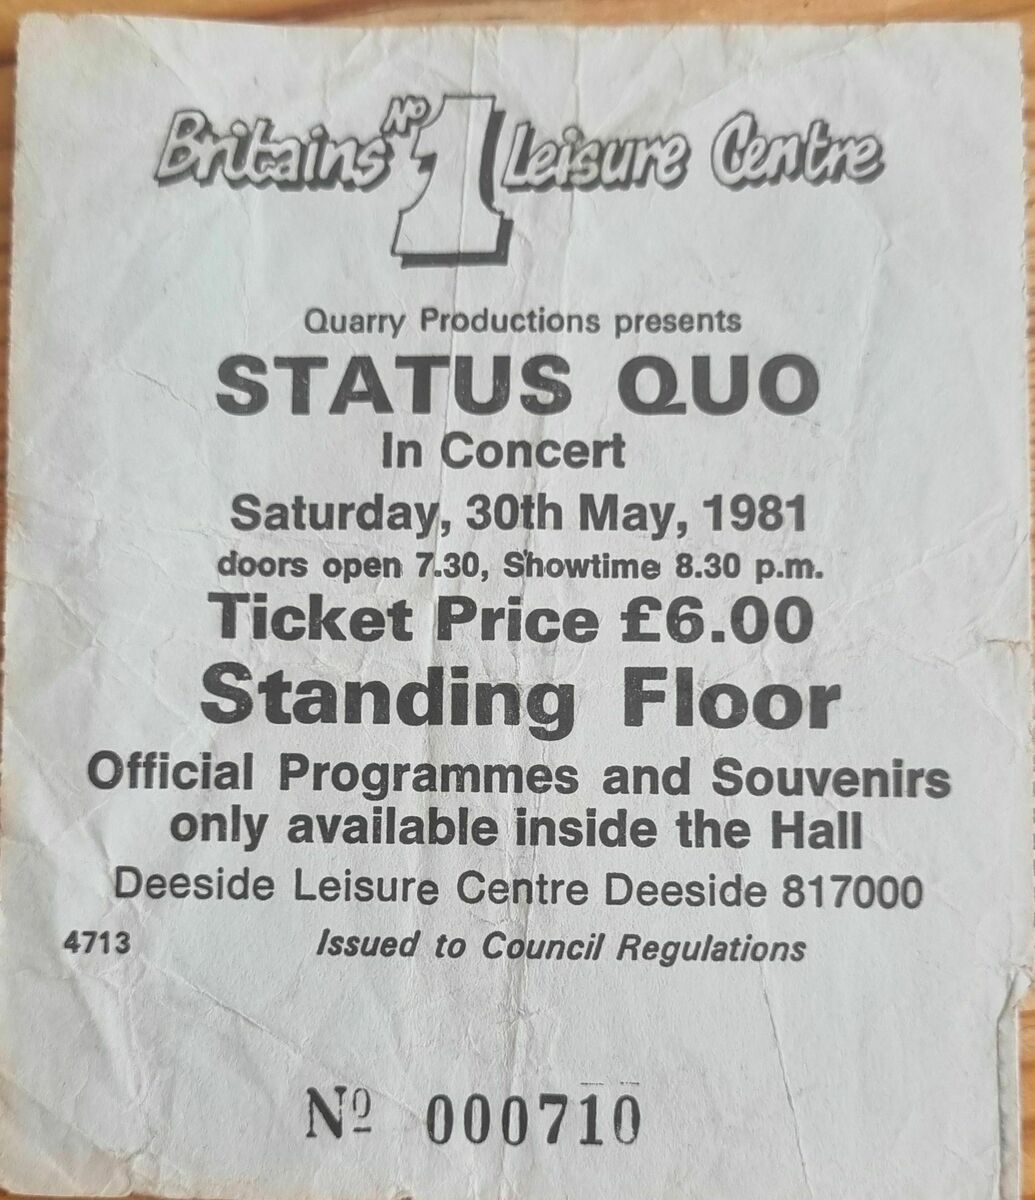 Britains No 1 Leisure Centre
Quarry Productions presents
STATUS QUO
In Concert
Saturday, 30th May, 1981
doors open 7.30, Showtime 8.30 p.m.
Ticket Price £6.00
Standing Floor
Official Programmes and Souvenirs
only available inside the Hall
Deeside Leisure Centre Deeside 817000
4713 Issued to Council Regulations
Nº 000710